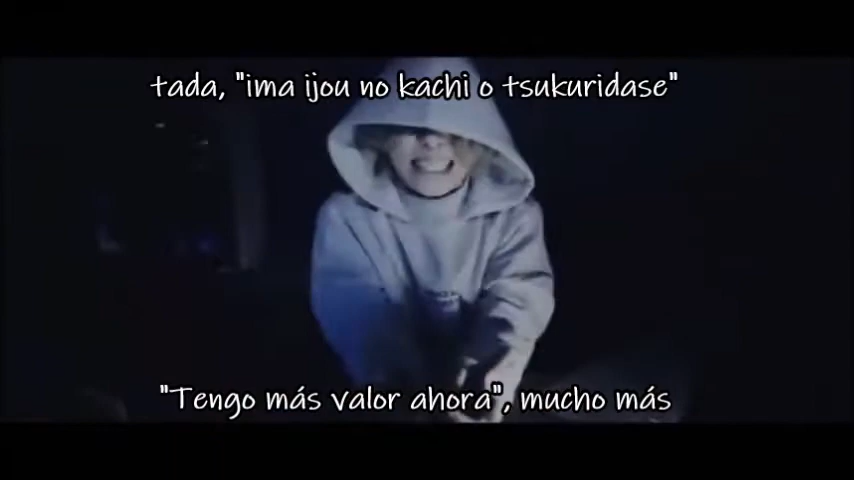 tada, "ima ijou no kachi o tsukuridase"
"Tengo más valor ahora", mucho más